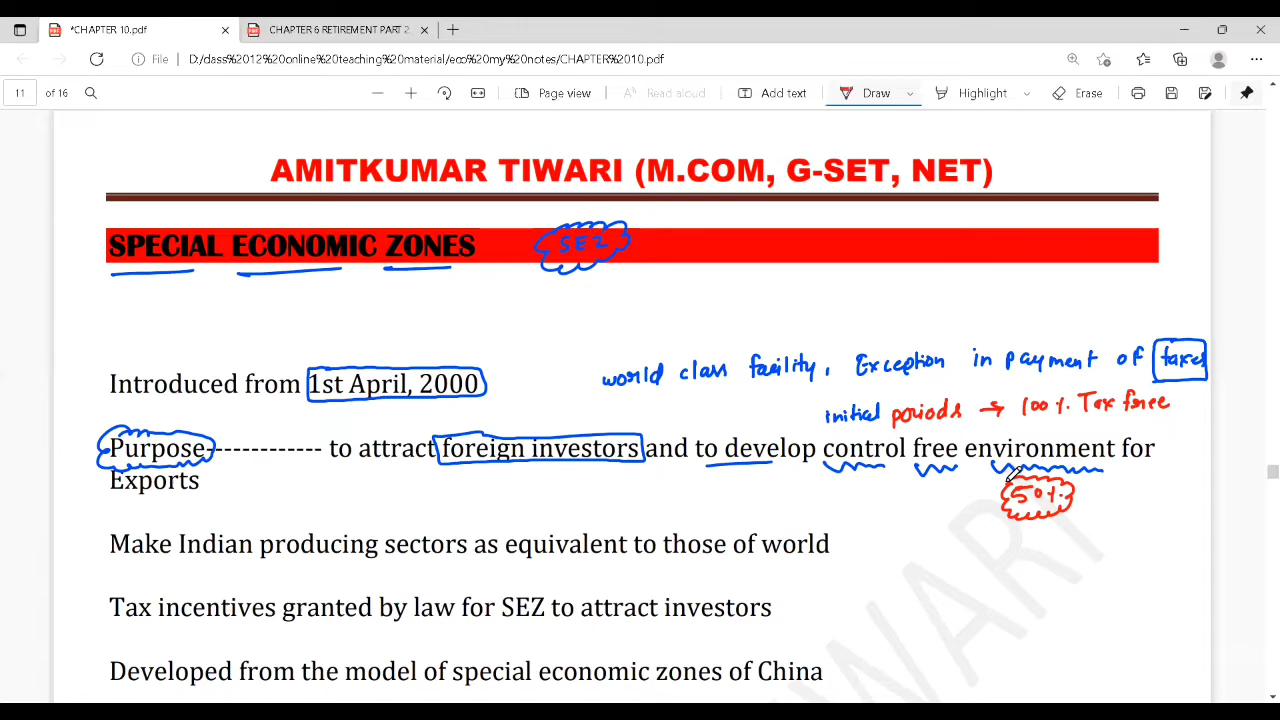 *CHAPTER 10.pdf
CHAPTER 6 RETIREMENT PART 2
File D:/class%2012%20online%20teaching%20material/eco%20my%20notes/CHAPTER%2010.pdf
11 of 16 Page view Read aloud Add text Draw Highlight Erase
AMITKUMAR TIWARI (M.COM, G-SET, NET)
SPECIAL ECONOMIC ZONES SEZ
world class facility, Exception in payment of taxes
Introduced from 1st April, 2000
initial periods → 100% Tax free
Purpose------------- to attract foreign investors and to develop control free environment for
Exports
50%
Make Indian producing sectors as equivalent to those of world
Tax incentives granted by law for SEZ to attract investors
Developed from the model of special economic zones of China
WARY